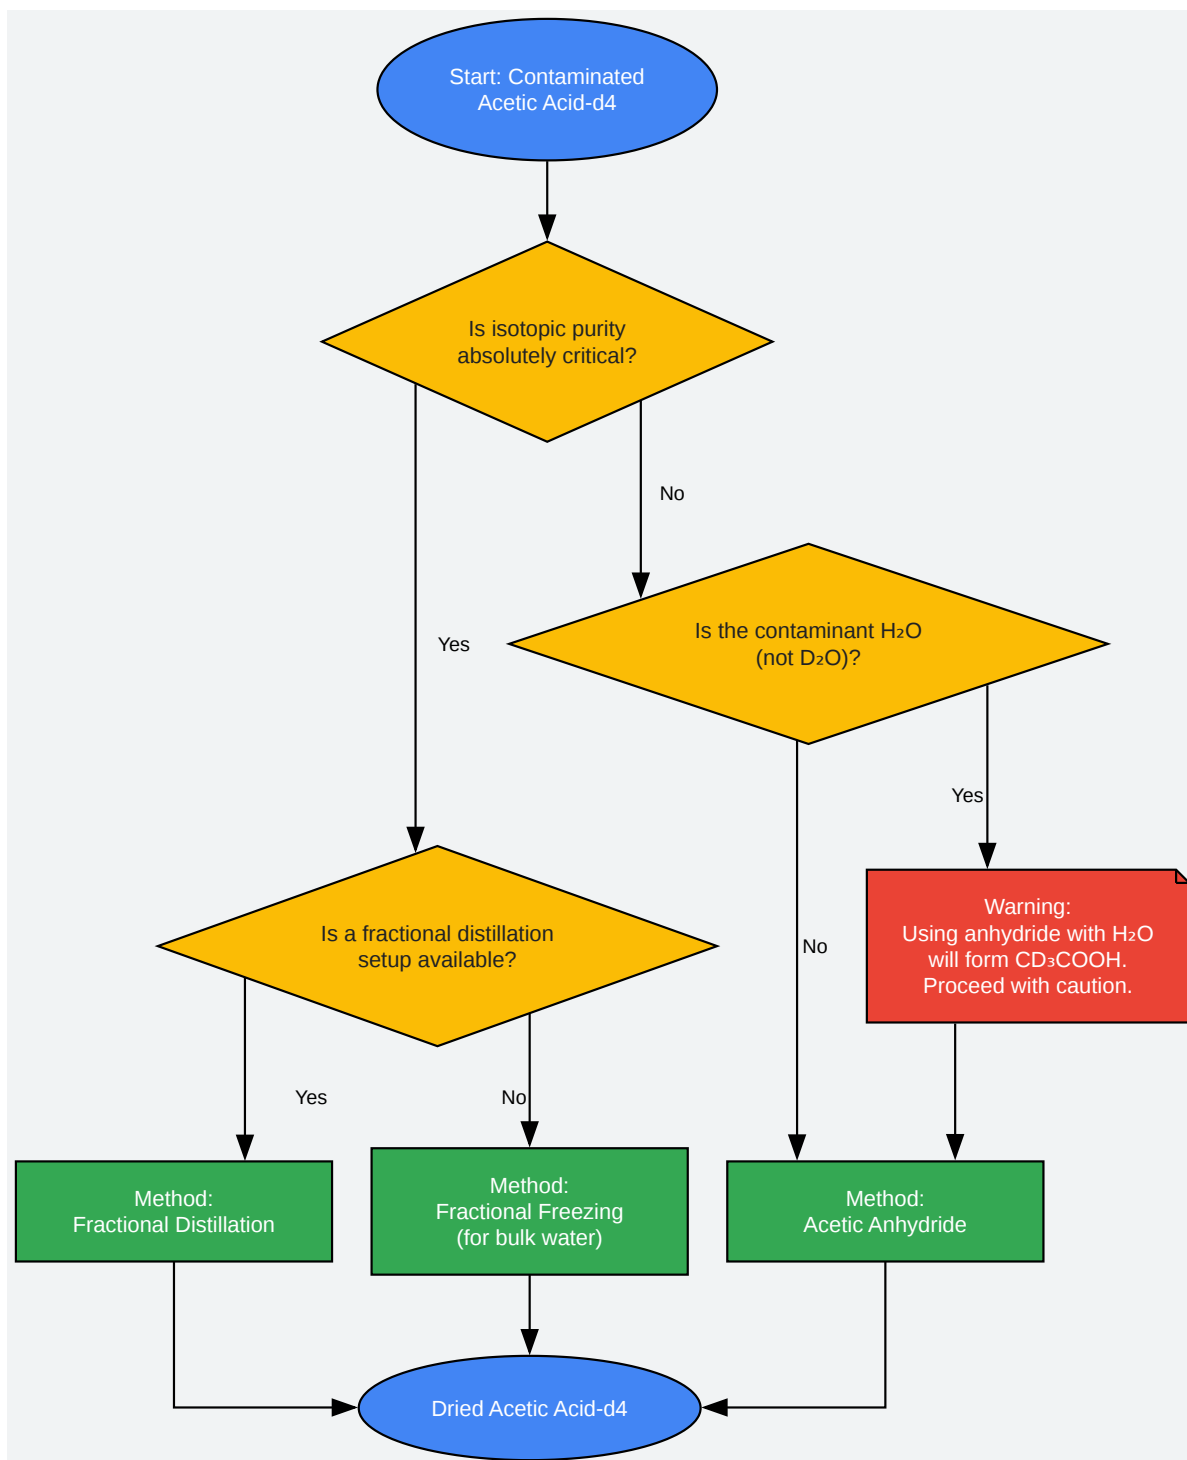 Start: Contaminated
Acetic Acid-d4
Is isotopic purity
absolutely critical?
No
Is the contaminant H₂O
(not D₂O)?
Yes
Yes
Warning:
Using anhydride with H₂O
will form CD₃COOH.
Proceed with caution.
Is a fractional distillation
setup available?
No
Yes
No
Method:
Fractional Distillation
Method:
Fractional Freezing
(for bulk water)
Method:
Acetic Anhydride
Dried Acetic Acid-d4